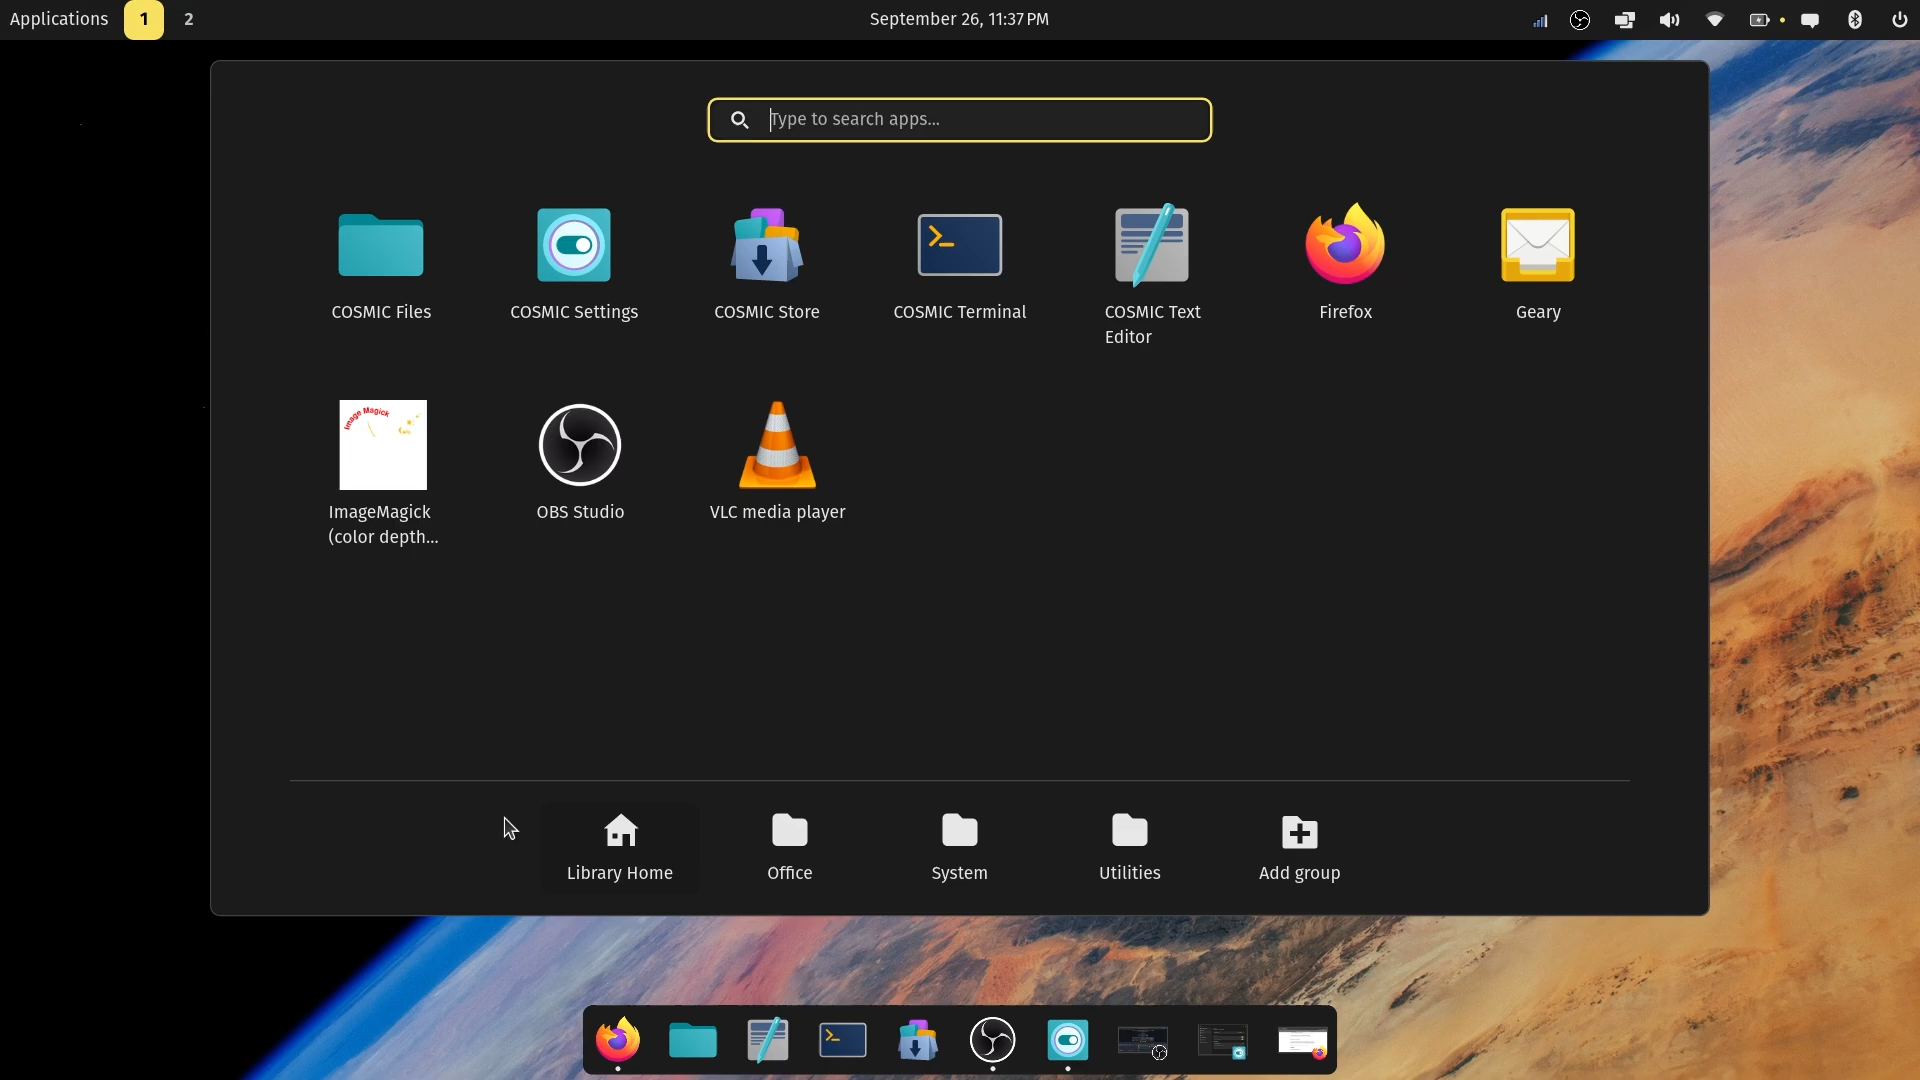 Applications 1 2 September 26, 11:37 PM
Type to search apps...
COSMIC Files COSMIC Settings COSMIC Store COSMIC Terminal COSMIC Text Editor Firefox Geary
Image Magick
ImageMagick (color depth... OBS Studio VLC media player
Library Home Office System Utilities Add group